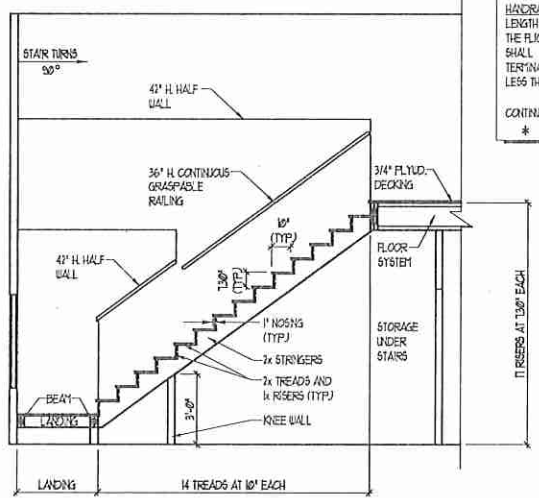 HANDRA
LENGTH
THE FLIG
SHALL
TERMINA
LESS TH
CONTINU
*
STAIR TURNS
90°
42" H. HALF
WALL
36" H. CONTINUOUS
GRASPABLE
RAILING
3/4" PLYWD.
DECKING
10"
(TYP.)
42" H. HALF
WALL
7.30"
(TYP.)
FLOOR
SYSTEM
1" NOSING
(TYP.)
STORAGE
UNDER
STAIRS
2x STRINGERS
2x TREADS AND
1x RISERS (TYP.)
BEAM
LANDING
3'-0"
KNEE WALL
17 RISERS AT 7.30" EACH
LANDING
14 TREADS AT 10" EACH